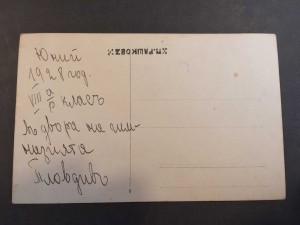 Юний
1928 год.
VIII а/в класъ
Въ двора на гим-
назията
Пловдивъ